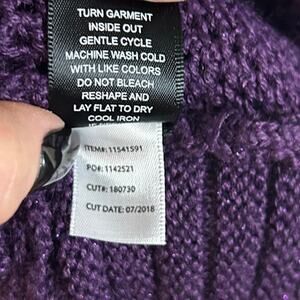 TURN GARMENT
INSIDE OUT
GENTLE CYCLE
MACHINE WASH COLD
WITH LIKE COLORS
DO NOT BLEACH
RESHAPE AND
LAY FLAT TO DRY
COOL IRON
ITEM#: 11541591
PO#: 1142521
CUT#: 180730
CUT DATE: 07/2018